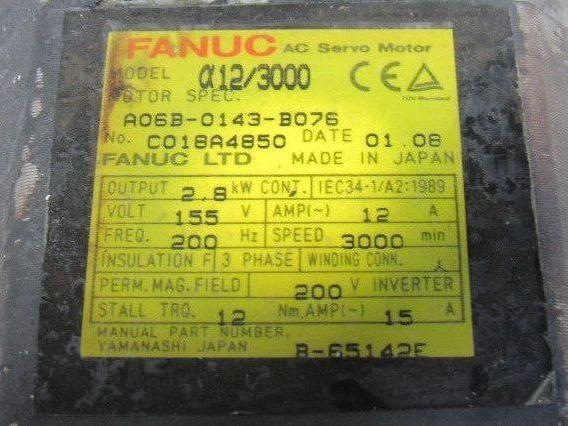 FANUC AC Servo Motor
MODEL α12/3000
MOTOR SPEC.
A06B-0143-B076
No. C018A4850 DATE 01.08
FANUC LTD MADE IN JAPAN
OUTPUT 2.8 kW CONT. IEC34-1/A2:1989
VOLT 155 V AMP(~) 12 A
FREQ. 200 Hz SPEED 3000 min
INSULATION F 3 PHASE WINDING CONN.
PERM.MAG.FIELD 200 V INVERTER
STALL TRQ. 12 Nm.AMP(~) 15 A
MANUAL PART NUMBER.
YAMANASHI JAPAN B-65142E